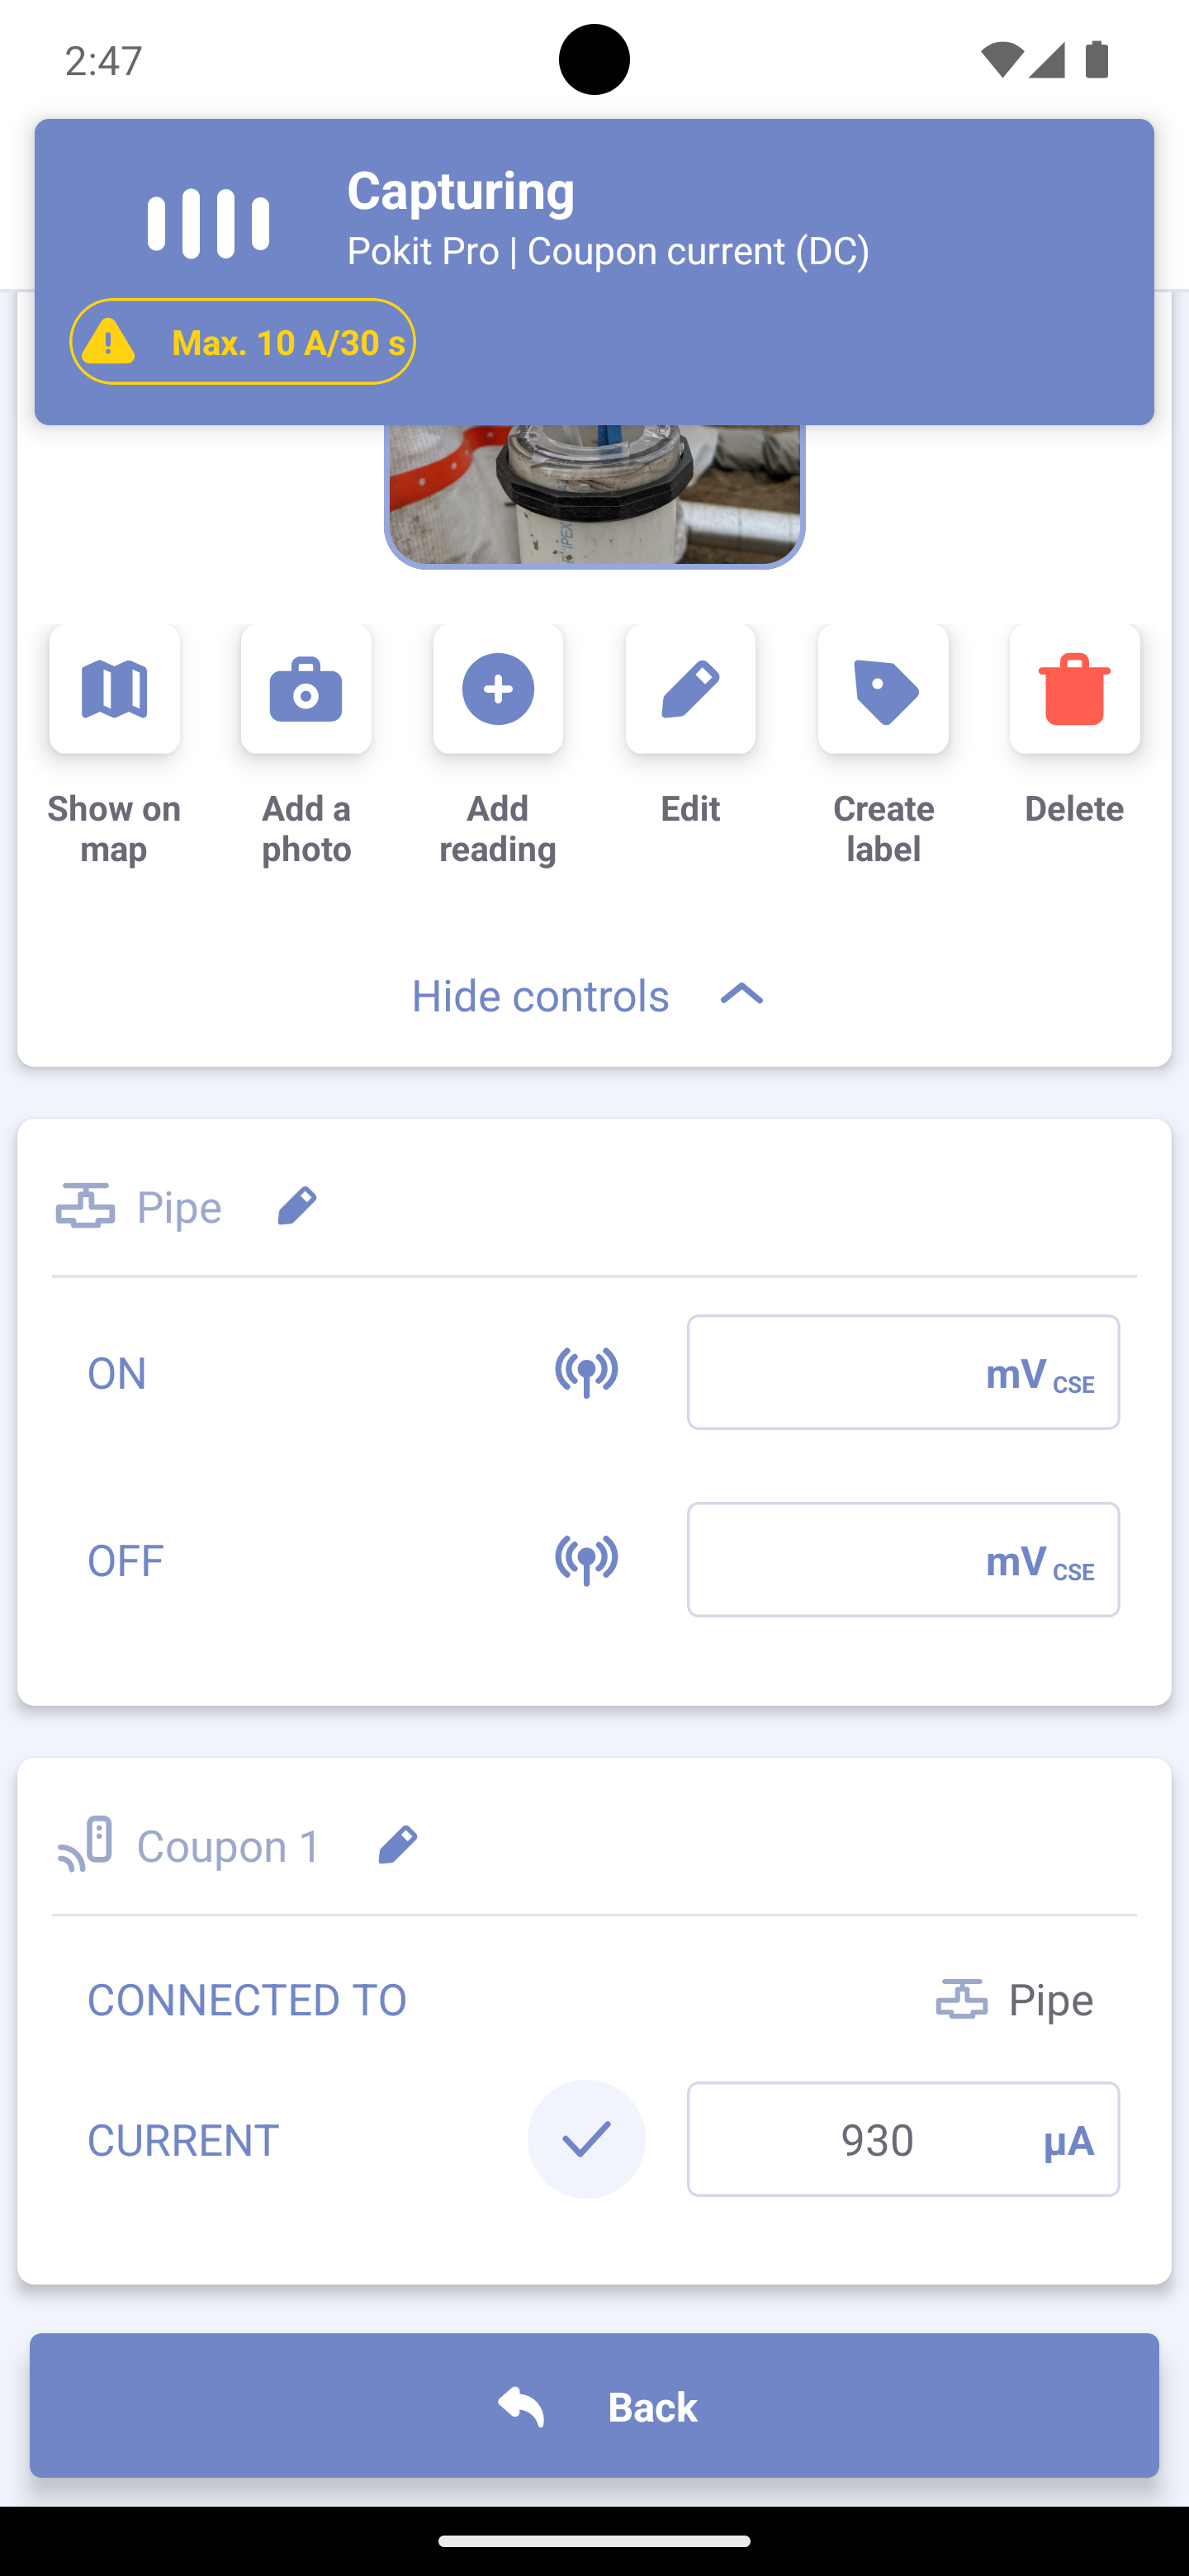 2:47
Capturing
Pokit Pro | Coupon current (DC)
Max. 10 A/30 s
IPEX
Show on
map
Add a
photo
Add
reading
Edit
Create
label
Delete
Hide controls
Pipe
ON
mV CSE
OFF
mV CSE
Coupon 1
CONNECTED TO
Pipe
CURRENT
930
µA
Back